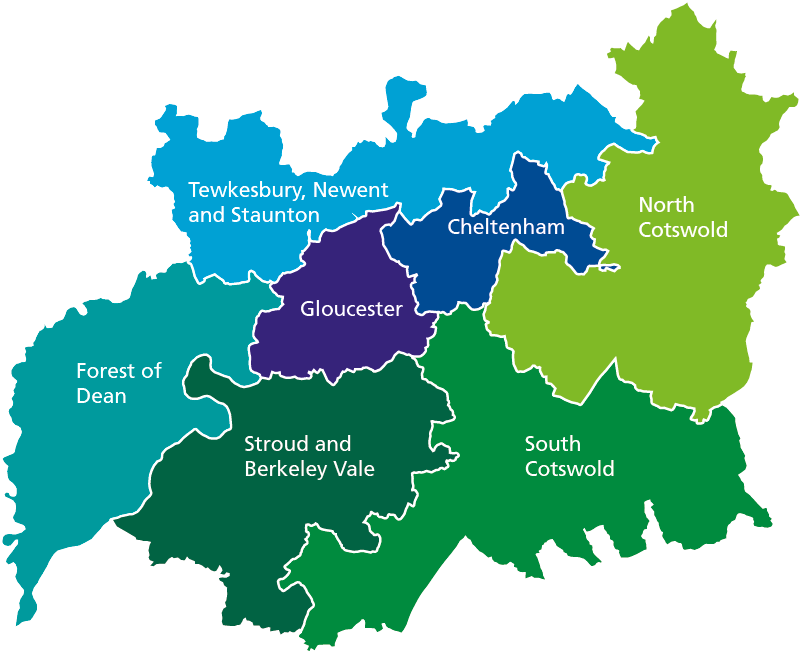 Tewkesbury, Newent
and Staunton
Cheltenham
North
Cotswold
Gloucester
Forest of
Dean
Stroud and
Berkeley Vale
South
Cotswold